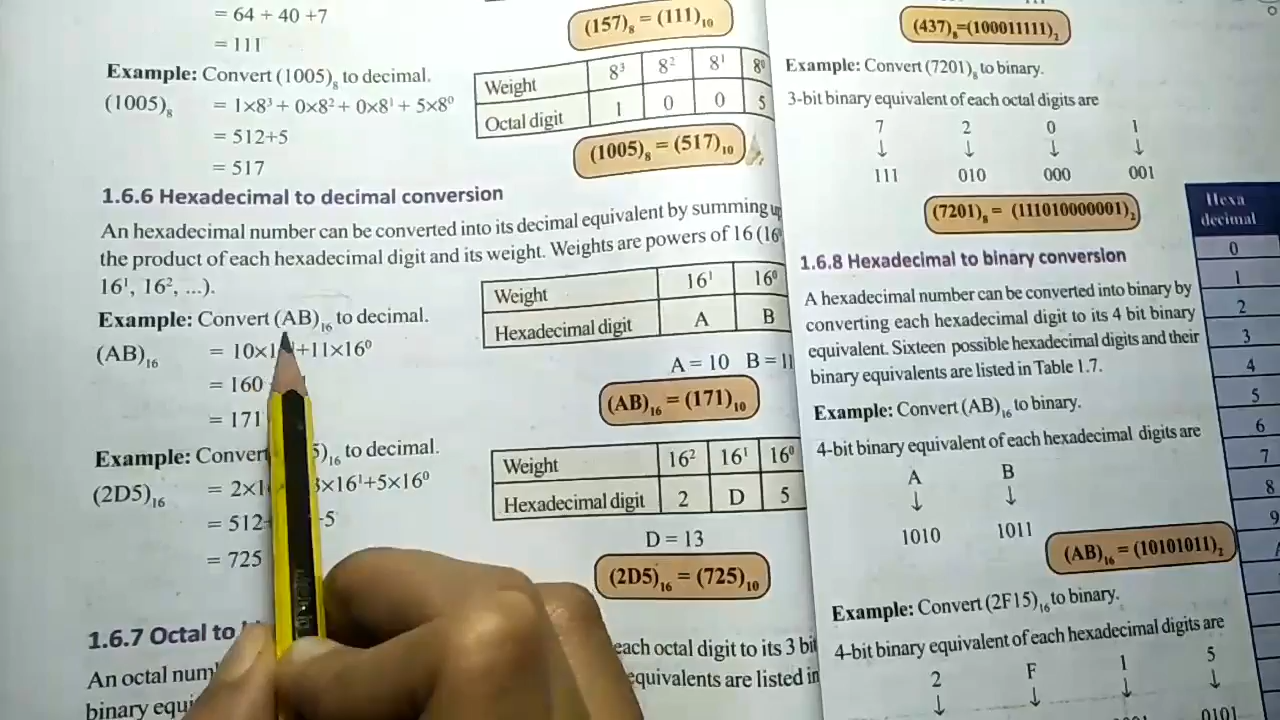 = 64 + 40 +7
= 111
(157)₈ = (111)₁₀
Example: Convert (1005)₈ to decimal.
(1005)₈ = 1×8³ + 0×8² + 0×8¹ + 5×8⁰
= 512+5
= 517
Weight 8³ 8² 8¹ 8⁰
Octal digit 1 0 0 5
(1005)₈ = (517)₁₀
1.6.6 Hexadecimal to decimal conversion
An hexadecimal number can be converted into its decimal equivalent by summing up
the product of each hexadecimal digit and its weight. Weights are powers of 16 (16⁰
16¹, 16², ...).
Example: Convert (AB)₁₆ to decimal.
(AB)₁₆ = 10×1 +11×16⁰
= 160
= 171
Weight 16¹ 16⁰
Hexadecimal digit A B
A = 10 B = 11
(AB)₁₆ = (171)₁₀
Example: Convert 5)₁₆ to decimal.
(2D5)₁₆ = 2×1 ×16¹+5×16⁰
= 512 5
= 725
Weight 16² 16¹ 16⁰
Hexadecimal digit 2 D 5
D = 13
(2D5)₁₆ = (725)₁₀
1.6.7 Octal to
An octal num each octal digit to its 3 bit
binary equi equivalents are listed in
(437)₈=(100011111)₂
Example: Convert (7201)₈ to binary.
3-bit binary equivalent of each octal digits are
7 2 0 1
↓ ↓ ↓ ↓
111 010 000 001
(7201)₈ = (111010000001)₂
1.6.8 Hexadecimal to binary conversion
A hexadecimal number can be converted into binary by
converting each hexadecimal digit to its 4 bit binary
equivalent. Sixteen possible hexadecimal digits and their
binary equivalents are listed in Table 1.7.
Example: Convert (AB)₁₆ to binary.
4-bit binary equivalent of each hexadecimal digits are
A B
↓ ↓
1010 1011
(AB)₁₆ = (10101011)₂
Example: Convert (2F15)₁₆ to binary.
4-bit binary equivalent of each hexadecimal digits are
2 F 1 5
↓ ↓ ↓ ↓
0101
Hexa
decimal
0
1
2
3
4
5
6
7
8
9